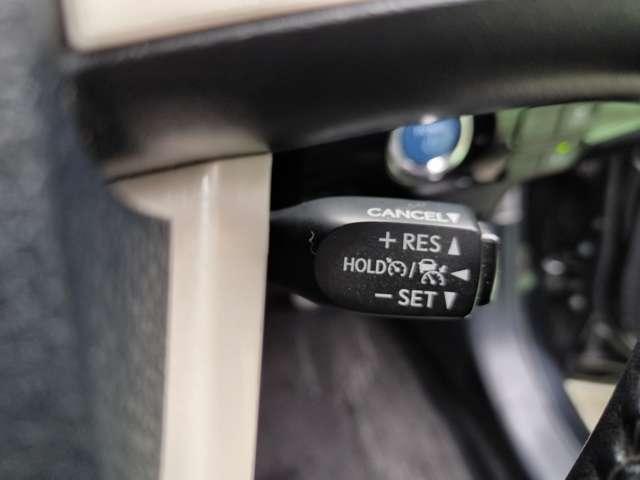 CANCEL▼
+ RES ▲
HOLD / ◀
− SET ▼